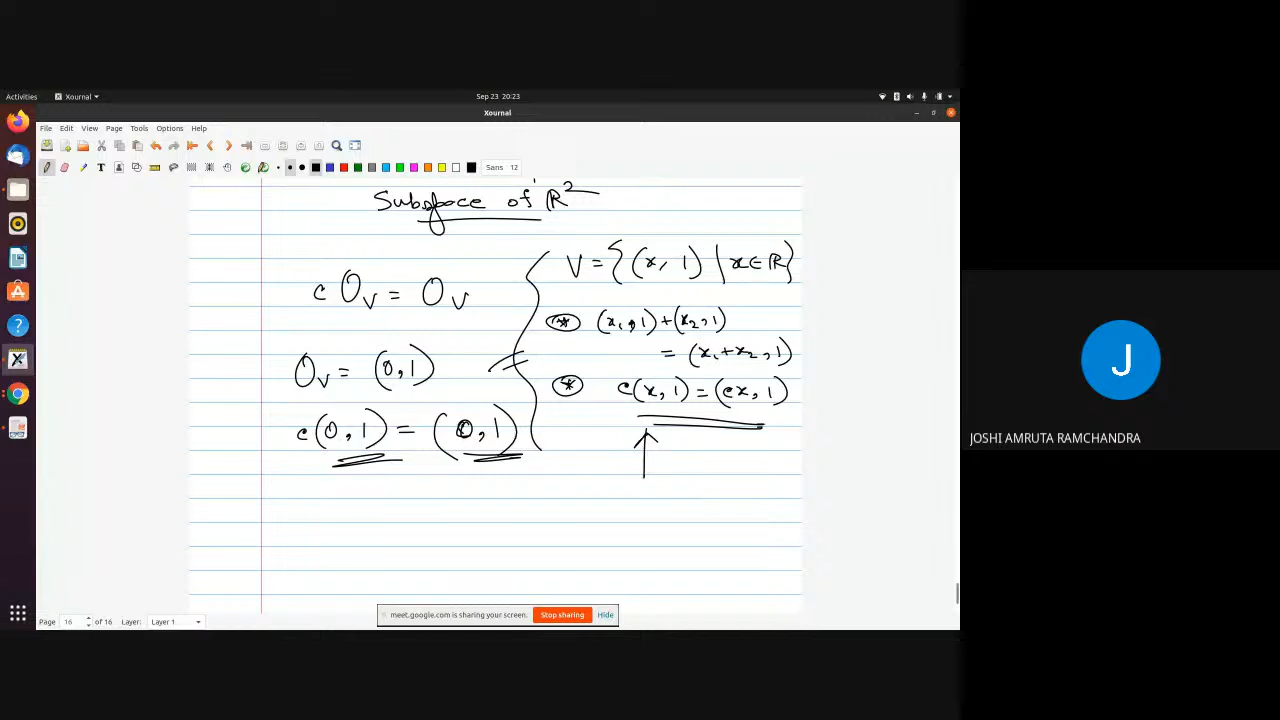 Activities Xournal Sep 23 20:23
Xournal
File Edit View Page Tools Options Help
Sans 12
Subspace of ℝ²
c 0_V = 0_V
0_V = (0,1)
c(0,1) = (0,1)
V = {(x, 1) | x ∈ ℝ}
* (x₁,1)+(x₂,1)
= (x₁+x₂,1)
* c(x,1) = (cx,1)
meet.google.com is sharing your screen. Stop sharing Hide
Page 16 of 16 Layer: Layer 1
J
JOSHI AMRUTA RAMCHANDRA